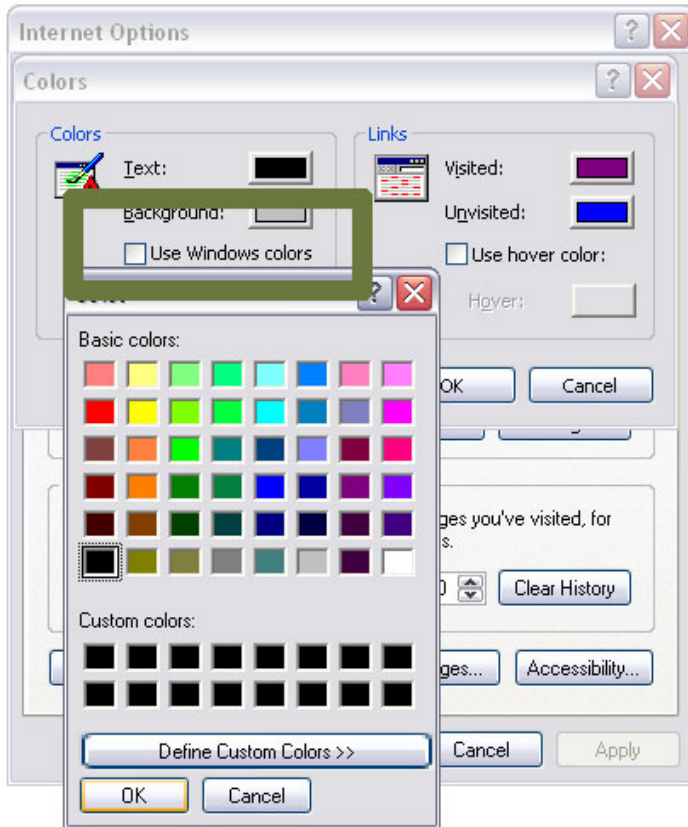 Internet Options
Colors
Colors
Links
Text:
Visited:
Background:
Unvisited:
Use Windows colors
Use hover color:
Hover:
Basic colors:
OK
Cancel
ges you've visited, for
s.
Clear History
Custom colors:
ges...
Accessibility...
Define Custom Colors >>
Cancel
Apply
OK
Cancel